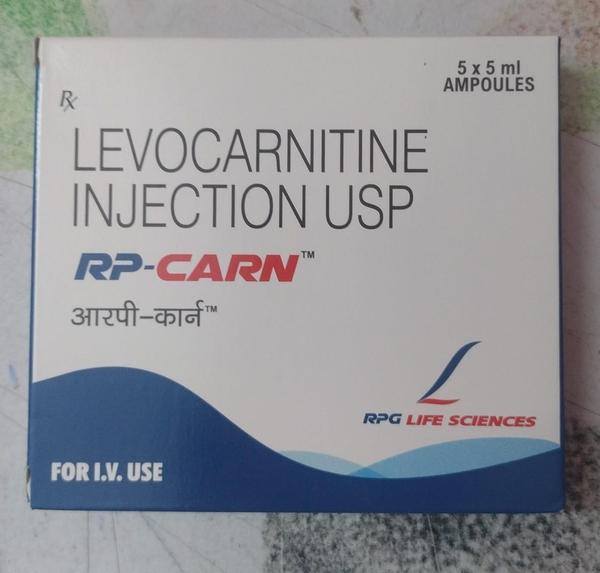 5 x 5 ml
AMPOULES
Rx
LEVOCARNITINE
INJECTION USP
RP-CARN™
आरपी-कार्न™
RPG LIFE SCIENCES
FOR I.V. USE